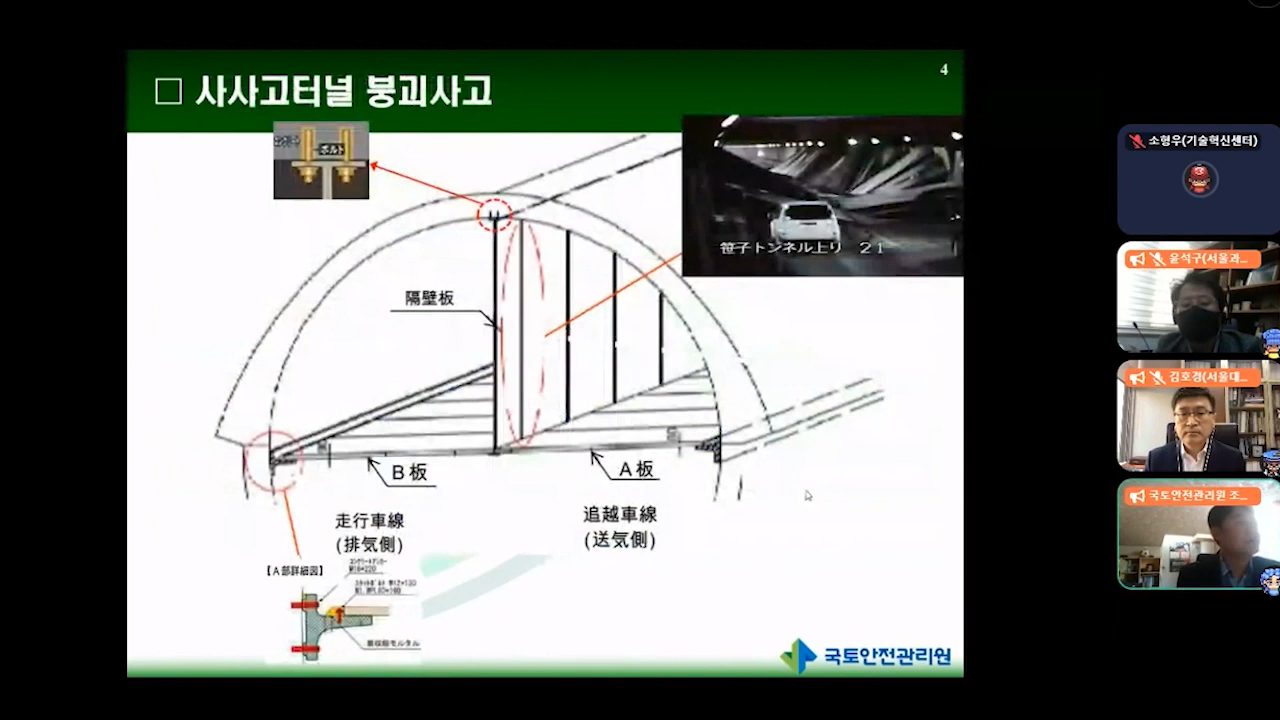 □ 사사고터널 붕괴사고
4
ボルト
笹子トンネル上り 21
隔壁板
B板
A板
走行車線
(排気側)
追越車線
(送気側)
【A部詳細図】
국토안전관리원
소형우(기술혁신센터)
윤석구(서울과...
김호경(서울대...
국토안전관리원 조...